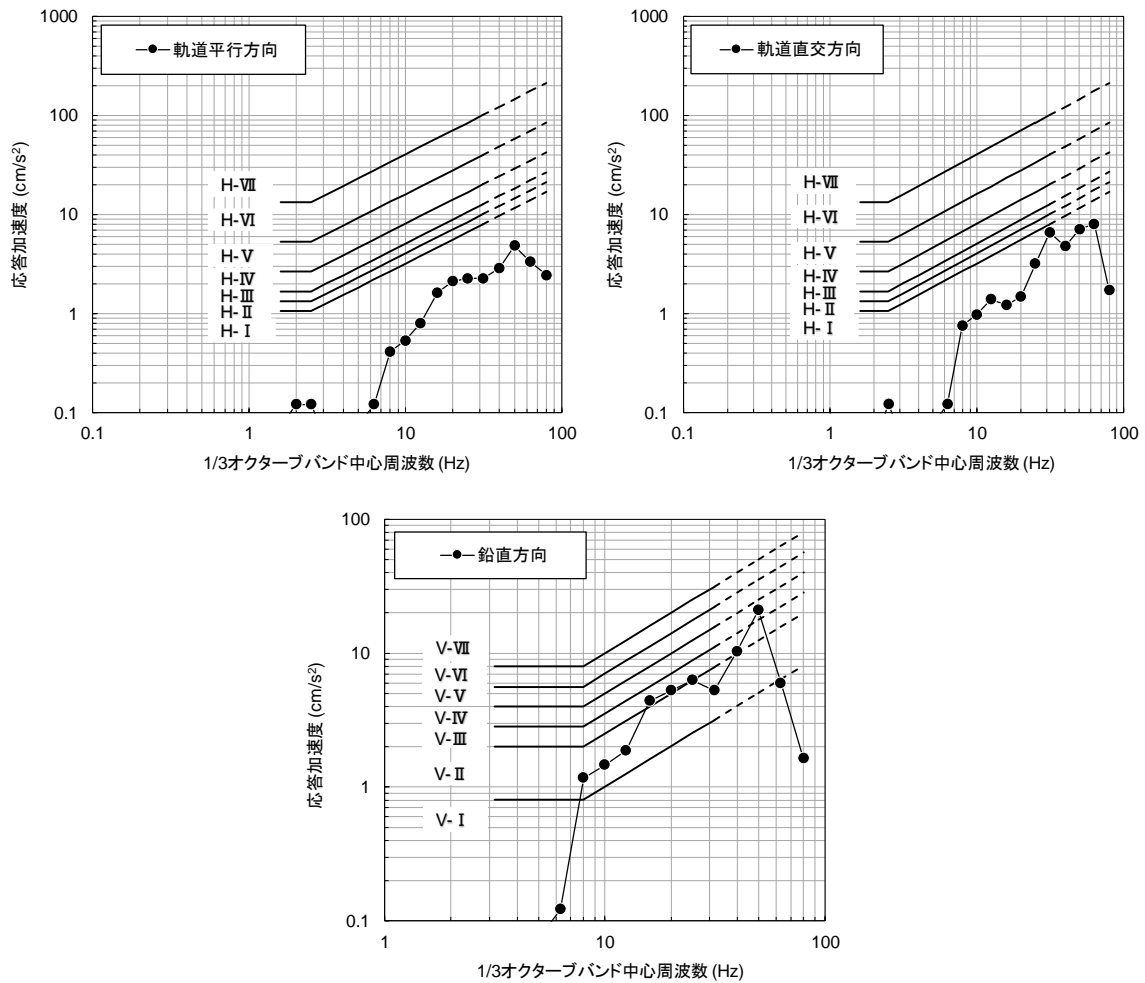 軌道平行方向
1000
100
10
1
0.1
応答加速度 (cm/s²)
H-Ⅶ
H-Ⅵ
H-Ⅴ
H-Ⅳ
H-Ⅲ
H-Ⅱ
H-Ⅰ
0.1
1
10
100
1/3オクターブバンド中心周波数 (Hz)
軌道直交方向
1000
100
10
1
0.1
応答加速度 (cm/s²)
H-Ⅶ
H-Ⅵ
H-Ⅴ
H-Ⅳ
H-Ⅲ
H-Ⅱ
H-Ⅰ
0.1
1
10
100
1/3オクターブバンド中心周波数 (Hz)
鉛直方向
100
10
1
0.1
応答加速度 (cm/s²)
V-Ⅶ
V-Ⅵ
V-Ⅴ
V-Ⅳ
V-Ⅲ
V-Ⅱ
V-Ⅰ
1
10
100
1/3オクターブバンド中心周波数 (Hz)